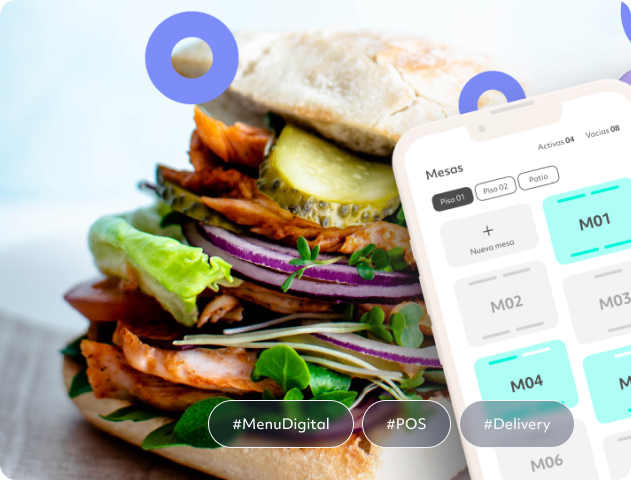 Activas 04 Vacías 08
Mesas
Piso 01 Piso 02 Patio
+
Nueva mesa
M01
M02
M03
M04
M06
#MenuDigital #POS #Delivery